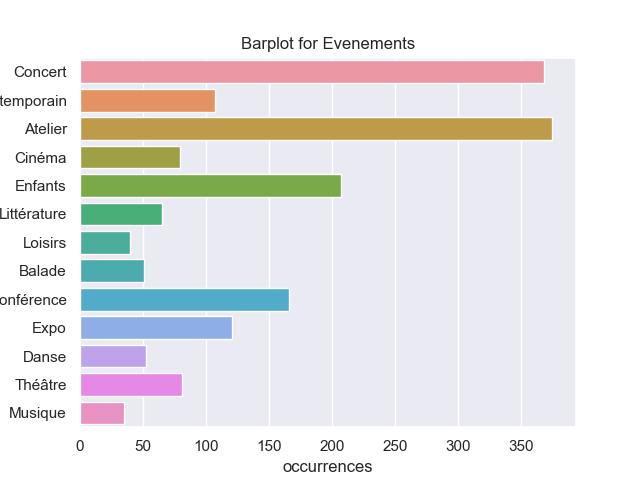 Barplot for Evenements
Concert
temporain
Atelier
Cinéma
Enfants
Littérature
Loisirs
Balade
onférence
Expo
Danse
Théâtre
Musique
0 50 100 150 200 250 300 350
occurrences